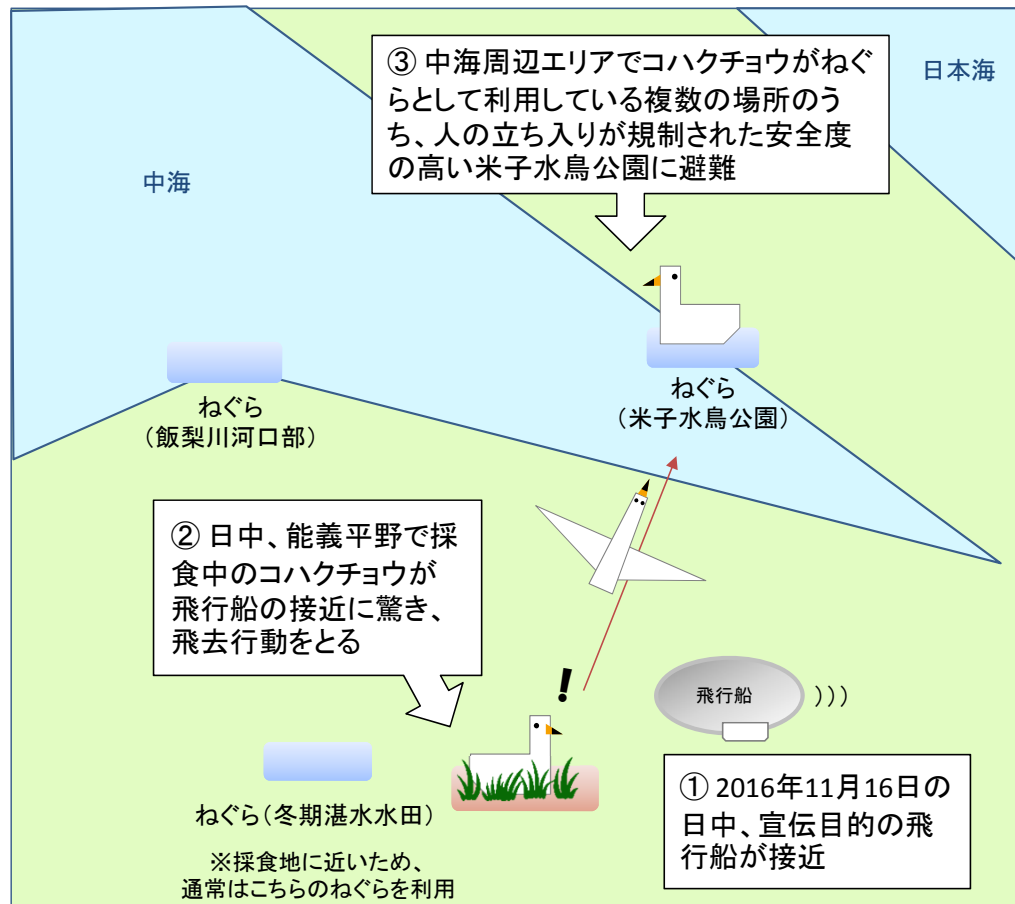 ③ 中海周辺エリアでコハクチョウがねぐ
らとして利用している複数の場所のう
ち、人の立ち入りが規制された安全度
の高い米子水鳥公園に避難
日本海
中海
ねぐら
（米子水鳥公園）
ねぐら
（飯梨川河口部）
② 日中、能義平野で採
食中のコハクチョウが
飛行船の接近に驚き、
飛去行動をとる
!
飛行船 )))
① 2016年11月16日の
日中、宣伝目的の飛
行船が接近
ねぐら（冬期湛水水田）
※採食地に近いため、
通常はこちらのねぐらを利用